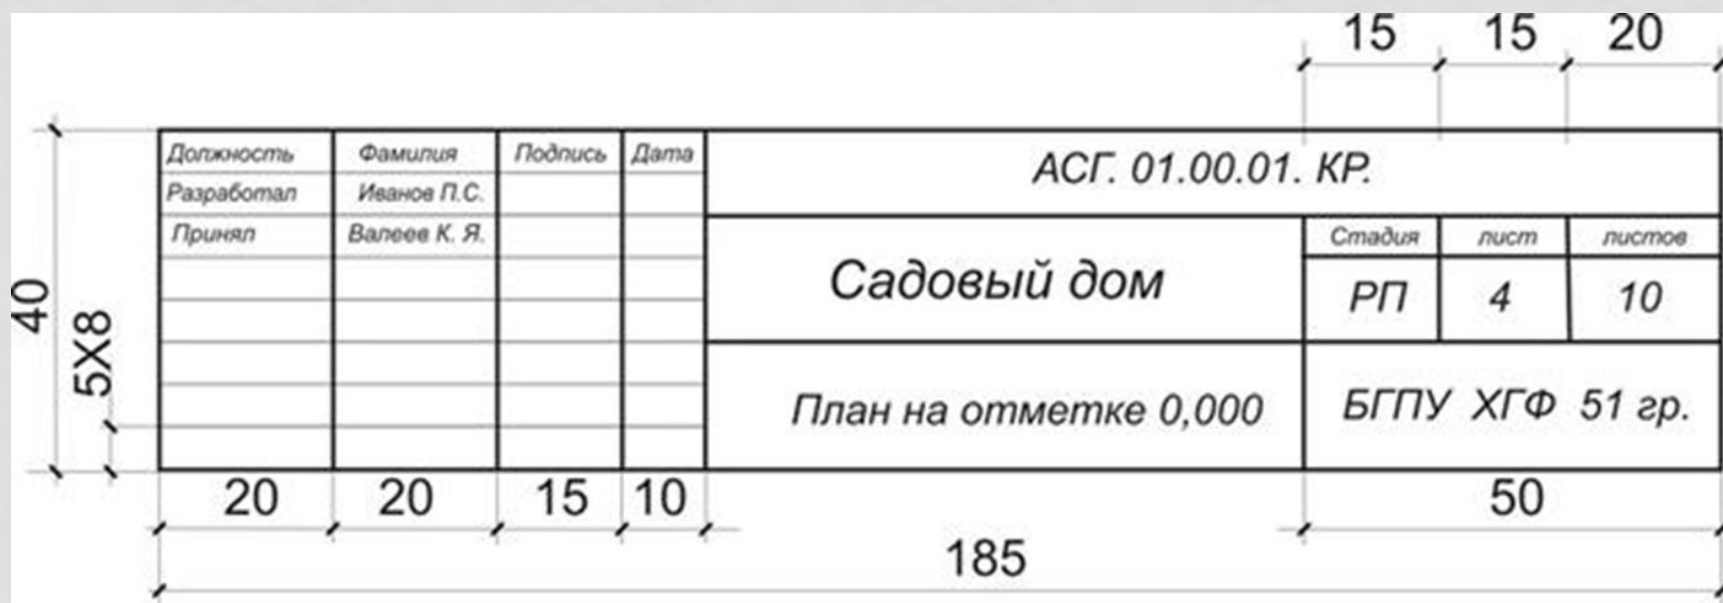 15 15 20
Должность Фамилия Подпись Дата
АСГ. 01.00.01. КР.
Разработал Иванов П.С.
Принял Валеев К. Я.
Стадия лист листов
Садовый дом
РП 4 10
40
5Х8
План на отметке 0,000
БГПУ ХГФ 51 гр.
20 20 15 10 50
185